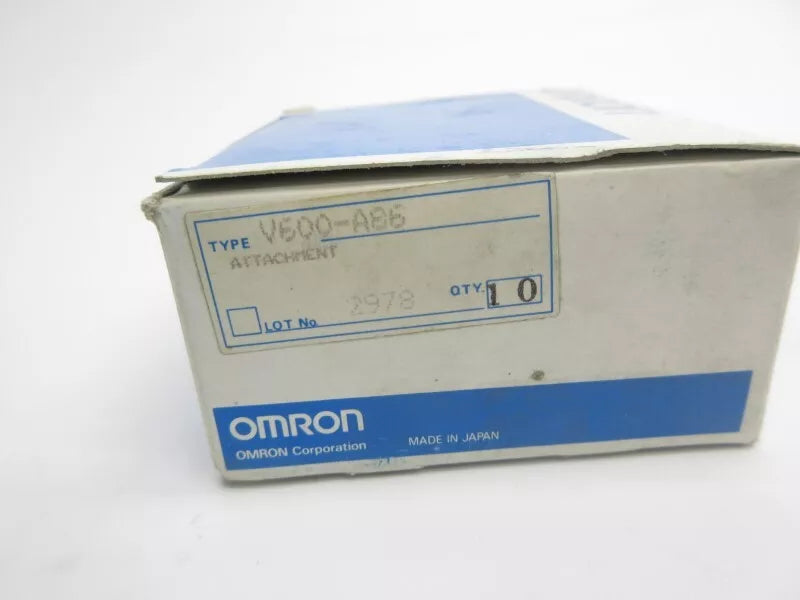 TYPE V600-A86
ATTACHMENT
QTY. 10
LOT No. 2978
OMRON
OMRON Corporation
MADE IN JAPAN